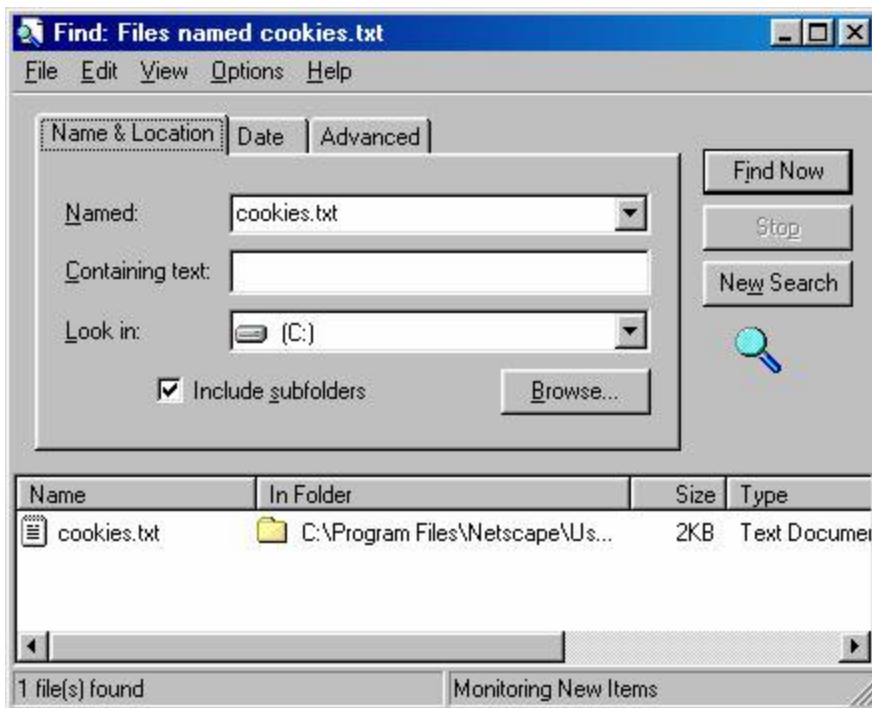 Find: Files named cookies.txt
File Edit View Options Help
Name & Location Date Advanced
Find Now
Named: cookies.txt
Stop
Containing text:
New Search
Look in: (C:)
Include subfolders Browse...
Name In Folder Size Type
cookies.txt C:\Program Files\Netscape\Us... 2KB Text Documer
1 file(s) found Monitoring New Items